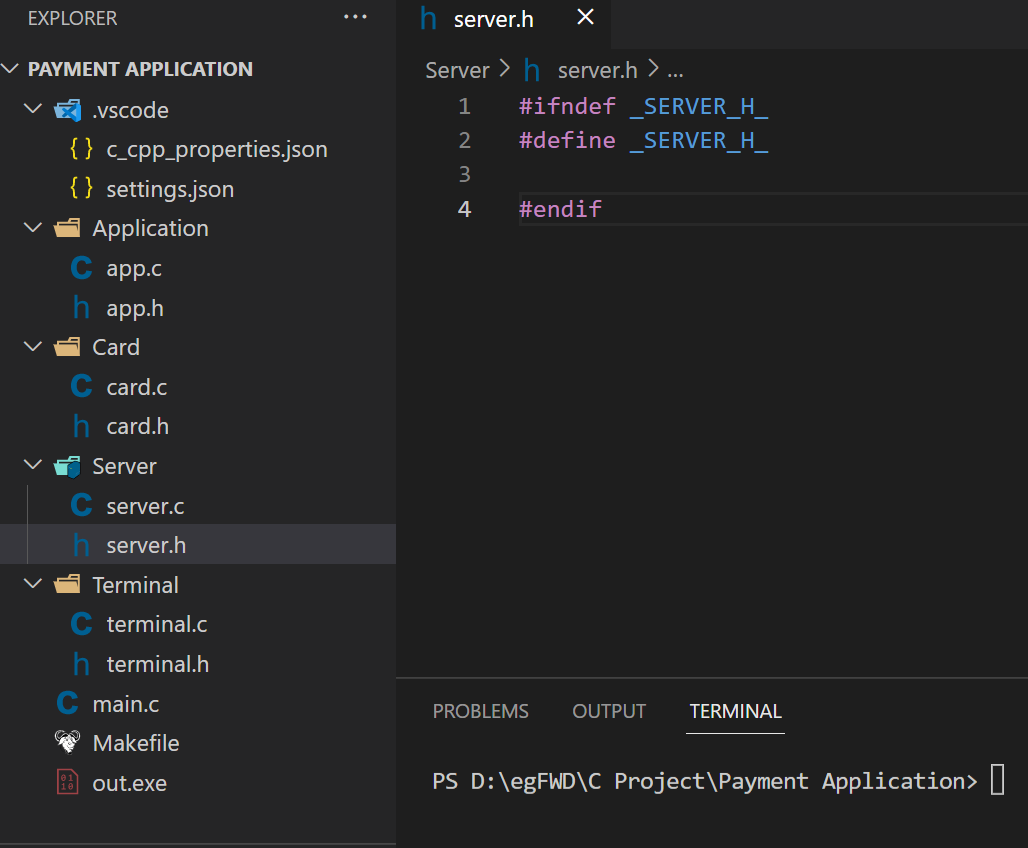 EXPLORER ...
PAYMENT APPLICATION
.vscode
{} c_cpp_properties.json
{} settings.json
Application
C app.c
h app.h
Card
C card.c
h card.h
Server
C server.c
h server.h
Terminal
C terminal.c
h terminal.h
C main.c
Makefile
0110 out.exe
h server.h ×
Server > h server.h > ...
1 #ifndef _SERVER_H_
2 #define _SERVER_H_
3
4 #endif
PROBLEMS OUTPUT TERMINAL
PS D:\egFWD\C Project\Payment Application>